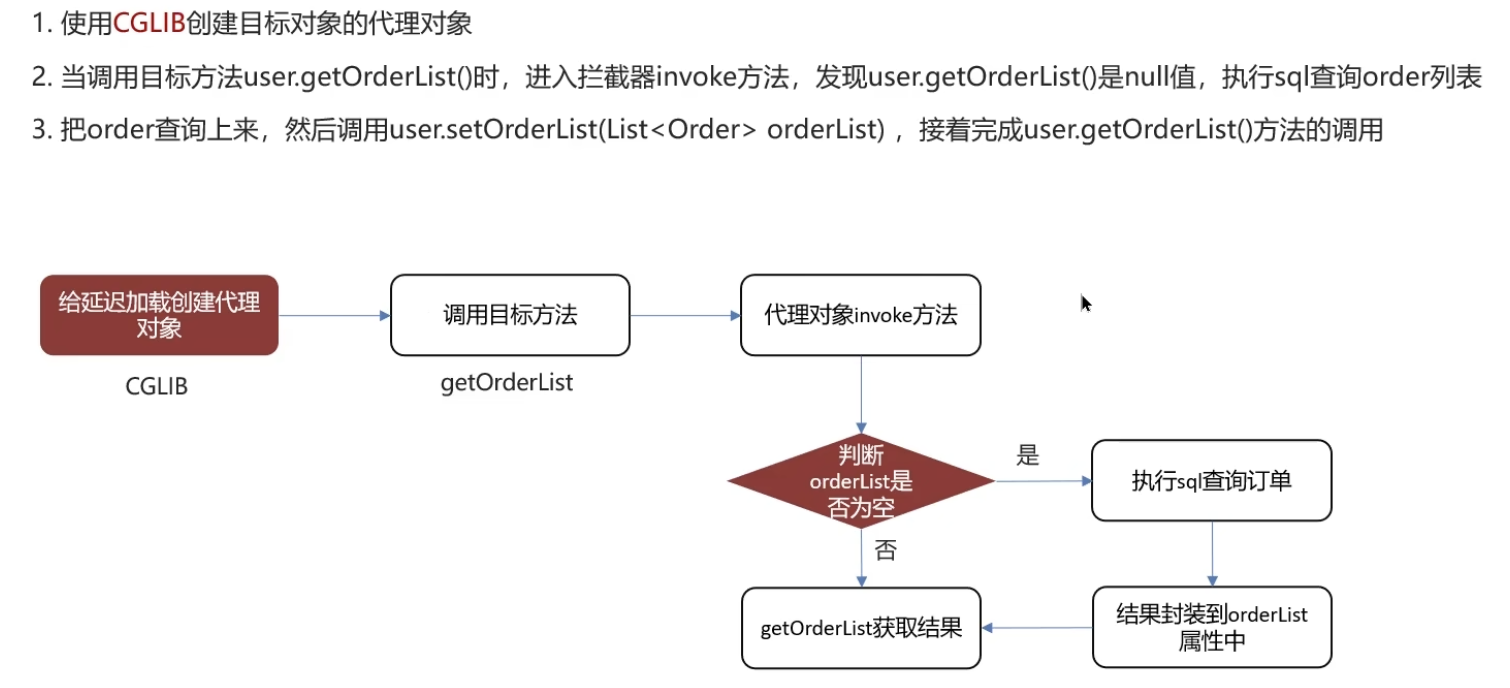 1. 使用CGLIB创建目标对象的代理对象
2. 当调用目标方法user.getOrderList()时，进入拦截器invoke方法，发现user.getOrderList()是null值，执行sql查询order列表
3. 把order查询上来，然后调用user.setOrderList(List<Order> orderList) ，接着完成user.getOrderList()方法的调用
给延迟加载创建代理
对象
CGLIB
调用目标方法
getOrderList
代理对象invoke方法
判断
orderList是
否为空
是
执行sql查询订单
否
getOrderList获取结果
结果封装到orderList
属性中